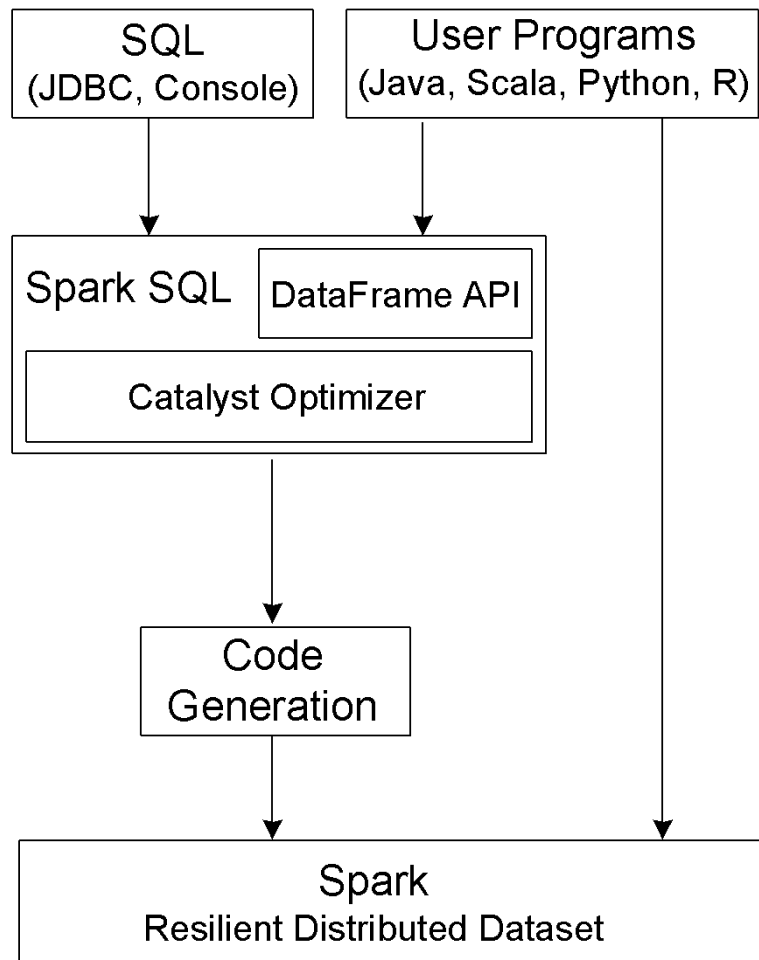 SQL
(JDBC, Console)
User Programs
(Java, Scala, Python, R)
Spark SQL
DataFrame API
Catalyst Optimizer
Code
Generation
Spark
Resilient Distributed Dataset